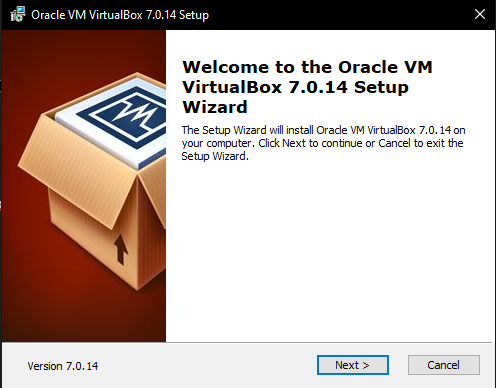 Oracle VM VirtualBox 7.0.14 Setup
Welcome to the Oracle VM
VirtualBox 7.0.14 Setup
Wizard
The Setup Wizard will install Oracle VM VirtualBox 7.0.14 on
your computer. Click Next to continue or Cancel to exit the
Setup Wizard.
Version 7.0.14
Next >
Cancel